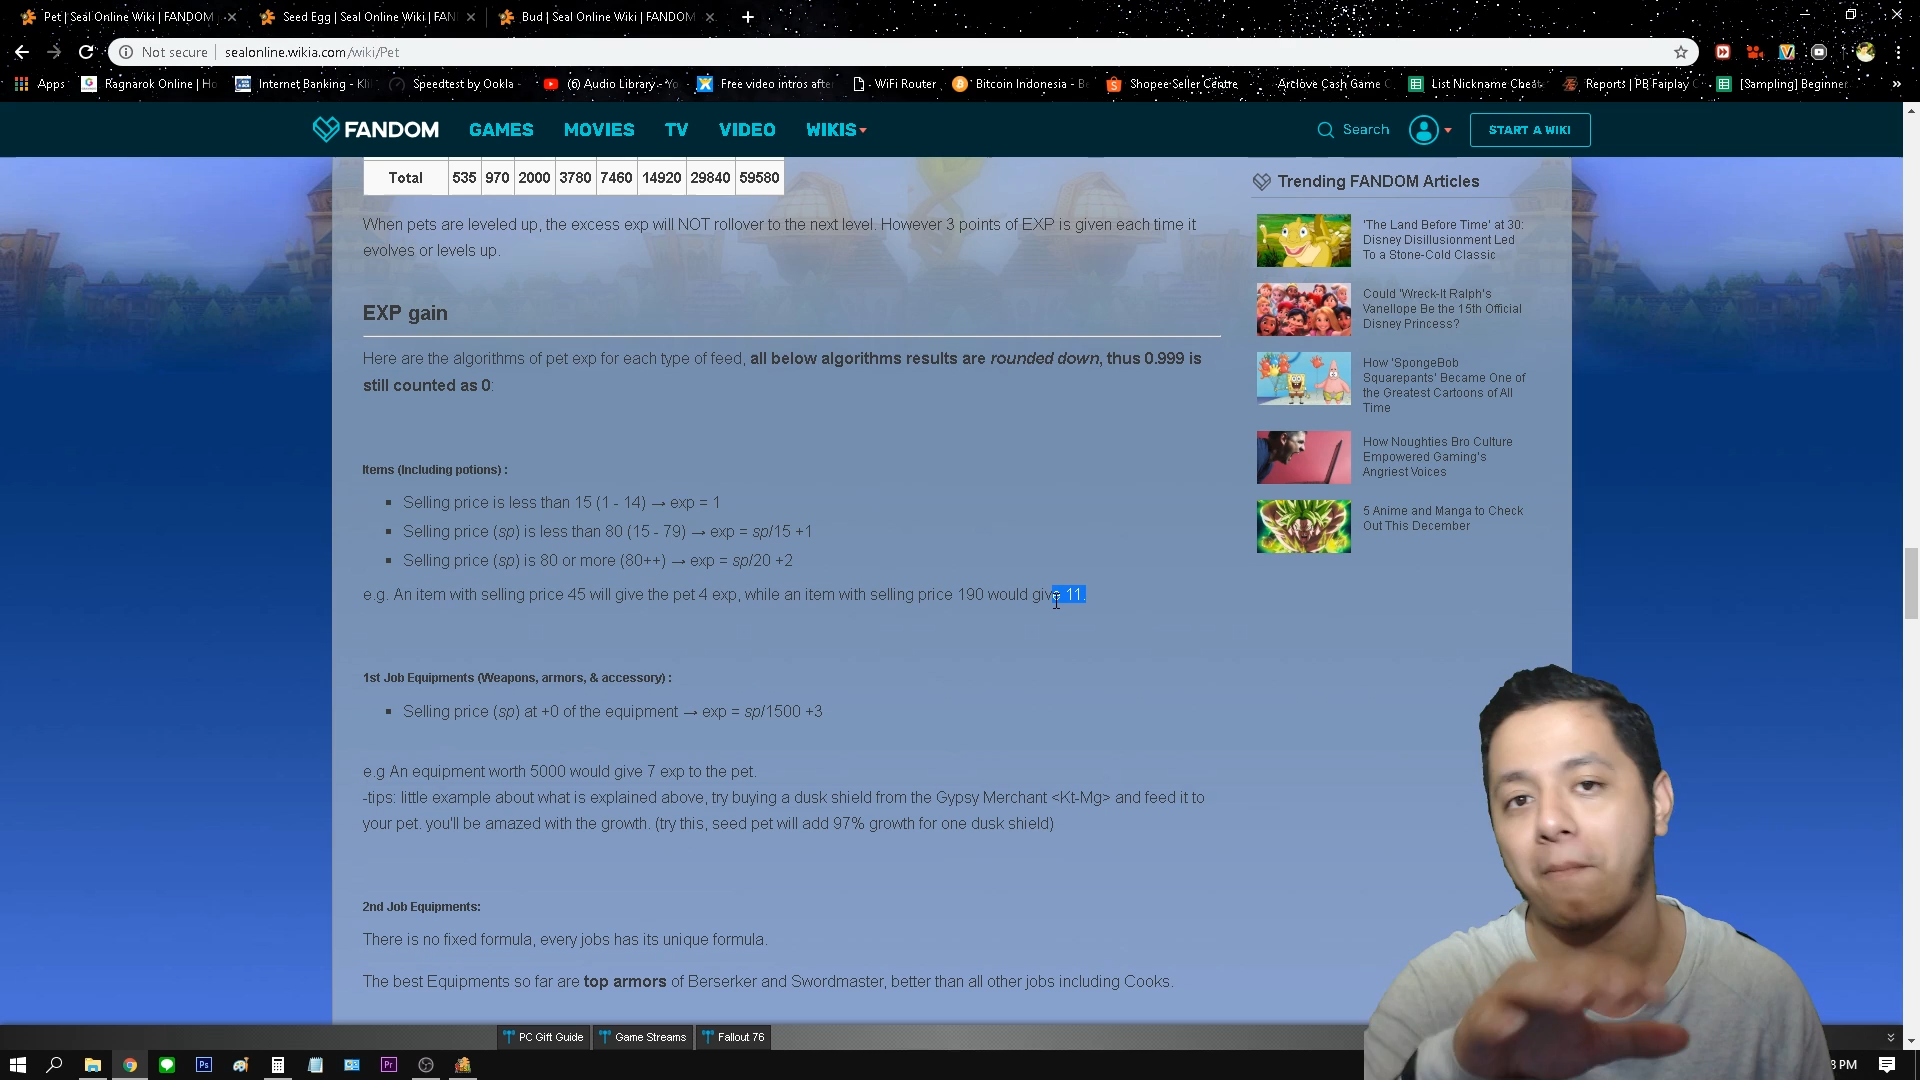 Pet | Seal Online Wiki | FANDOM
Seed Egg | Seal Online Wiki | FAN
Bud | Seal Online Wiki | FANDOM
Not secure | sealonline.wikia.com/wiki/Pet
Apps
Ragnarok Online | Ho
Internet Banking - Kli
Speedtest by Ookla
(6) Audio Library - Yo
Free video intros after
WiFi Router
Bitcoin Indonesia - Be
Shopee Seller Centre
Arclove Cash Game C
List Nickname Cheat
Reports | PB Fairplay
[Sampling] Beginner
FANDOM
GAMES
MOVIES
TV
VIDEO
WIKIS
Search
START A WIKI
Total 535 970 2000 3780 7460 14920 29840 59580
When pets are leveled up, the excess exp will NOT rollover to the next level. However 3 points of EXP is given each time it
evolves or levels up.
EXP gain
Here are the algorithms of pet exp for each type of feed, all below algorithms results are rounded down, thus 0.999 is
still counted as 0:
Items (Including potions) :
Selling price is less than 15 (1 - 14) → exp = 1
Selling price (sp) is less than 80 (15 - 79) → exp = sp/15 +1
Selling price (sp) is 80 or more (80++) → exp = sp/20 +2
e.g. An item with selling price 45 will give the pet 4 exp, while an item with selling price 190 would give 11.
1st Job Equipments (Weapons, armors, & accessory) :
Selling price (sp) at +0 of the equipment → exp = sp/1500 +3
e.g An equipment worth 5000 would give 7 exp to the pet.
-tips: little example about what is explained above, try buying a dusk shield from the Gypsy Merchant <Kt-Mg> and feed it to
your pet. you'll be amazed with the growth. (try this, seed pet will add 97% growth for one dusk shield)
2nd Job Equipments:
There is no fixed formula, every jobs has its unique formula.
The best Equipments so far are top armors of Berserker and Swordmaster, better than all other jobs including Cooks.
Trending FANDOM Articles
'The Land Before Time' at 30:
Disney Disillusionment Led
To a Stone-Cold Classic
Could 'Wreck-It Ralph's
Vanellope Be the 15th Official
Disney Princess?
How 'SpongeBob
Squarepants' Became One of
the Greatest Cartoons of All
Time
How Noughties Bro Culture
Empowered Gaming's
Angriest Voices
5 Anime and Manga to Check
Out This December
PC Gift Guide
Game Streams
Fallout 76
Ps
Pr
8 PM